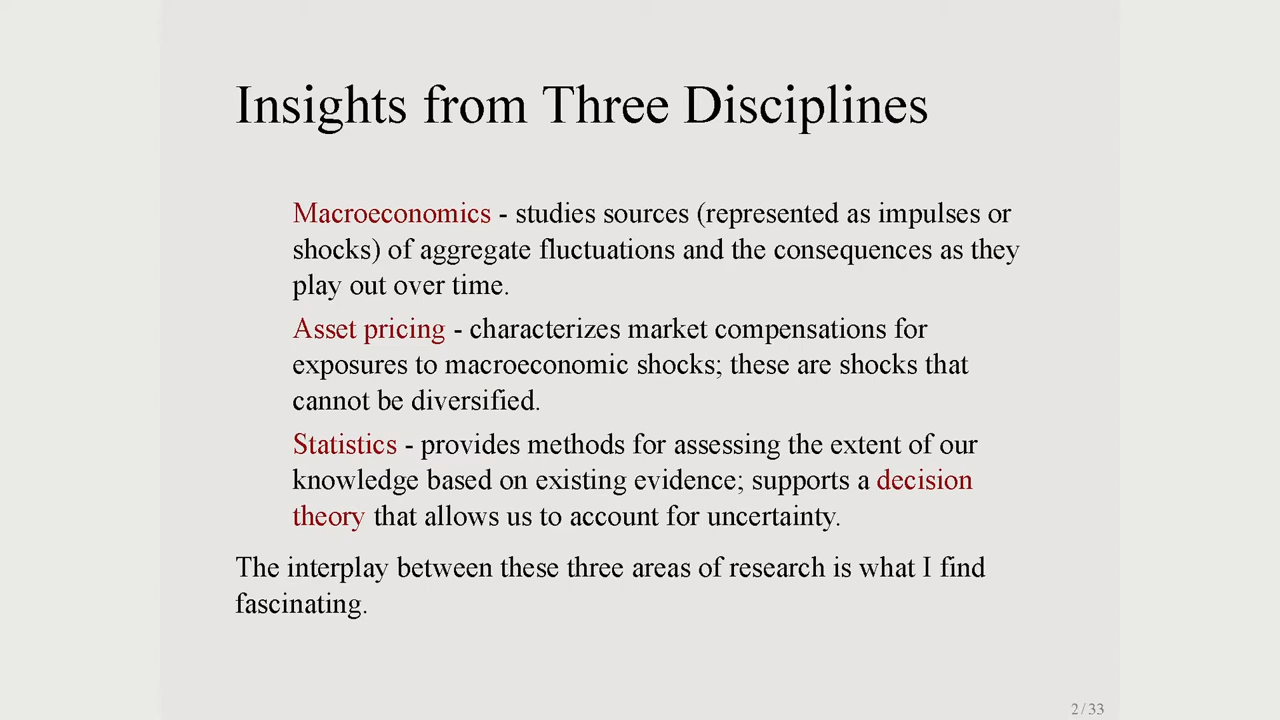 Insights from Three Disciplines
Macroeconomics - studies sources (represented as impulses or
shocks) of aggregate fluctuations and the consequences as they
play out over time.
Asset pricing - characterizes market compensations for
exposures to macroeconomic shocks; these are shocks that
cannot be diversified.
Statistics - provides methods for assessing the extent of our
knowledge based on existing evidence; supports a decision
theory that allows us to account for uncertainty.
The interplay between these three areas of research is what I find
fascinating.
2 / 33